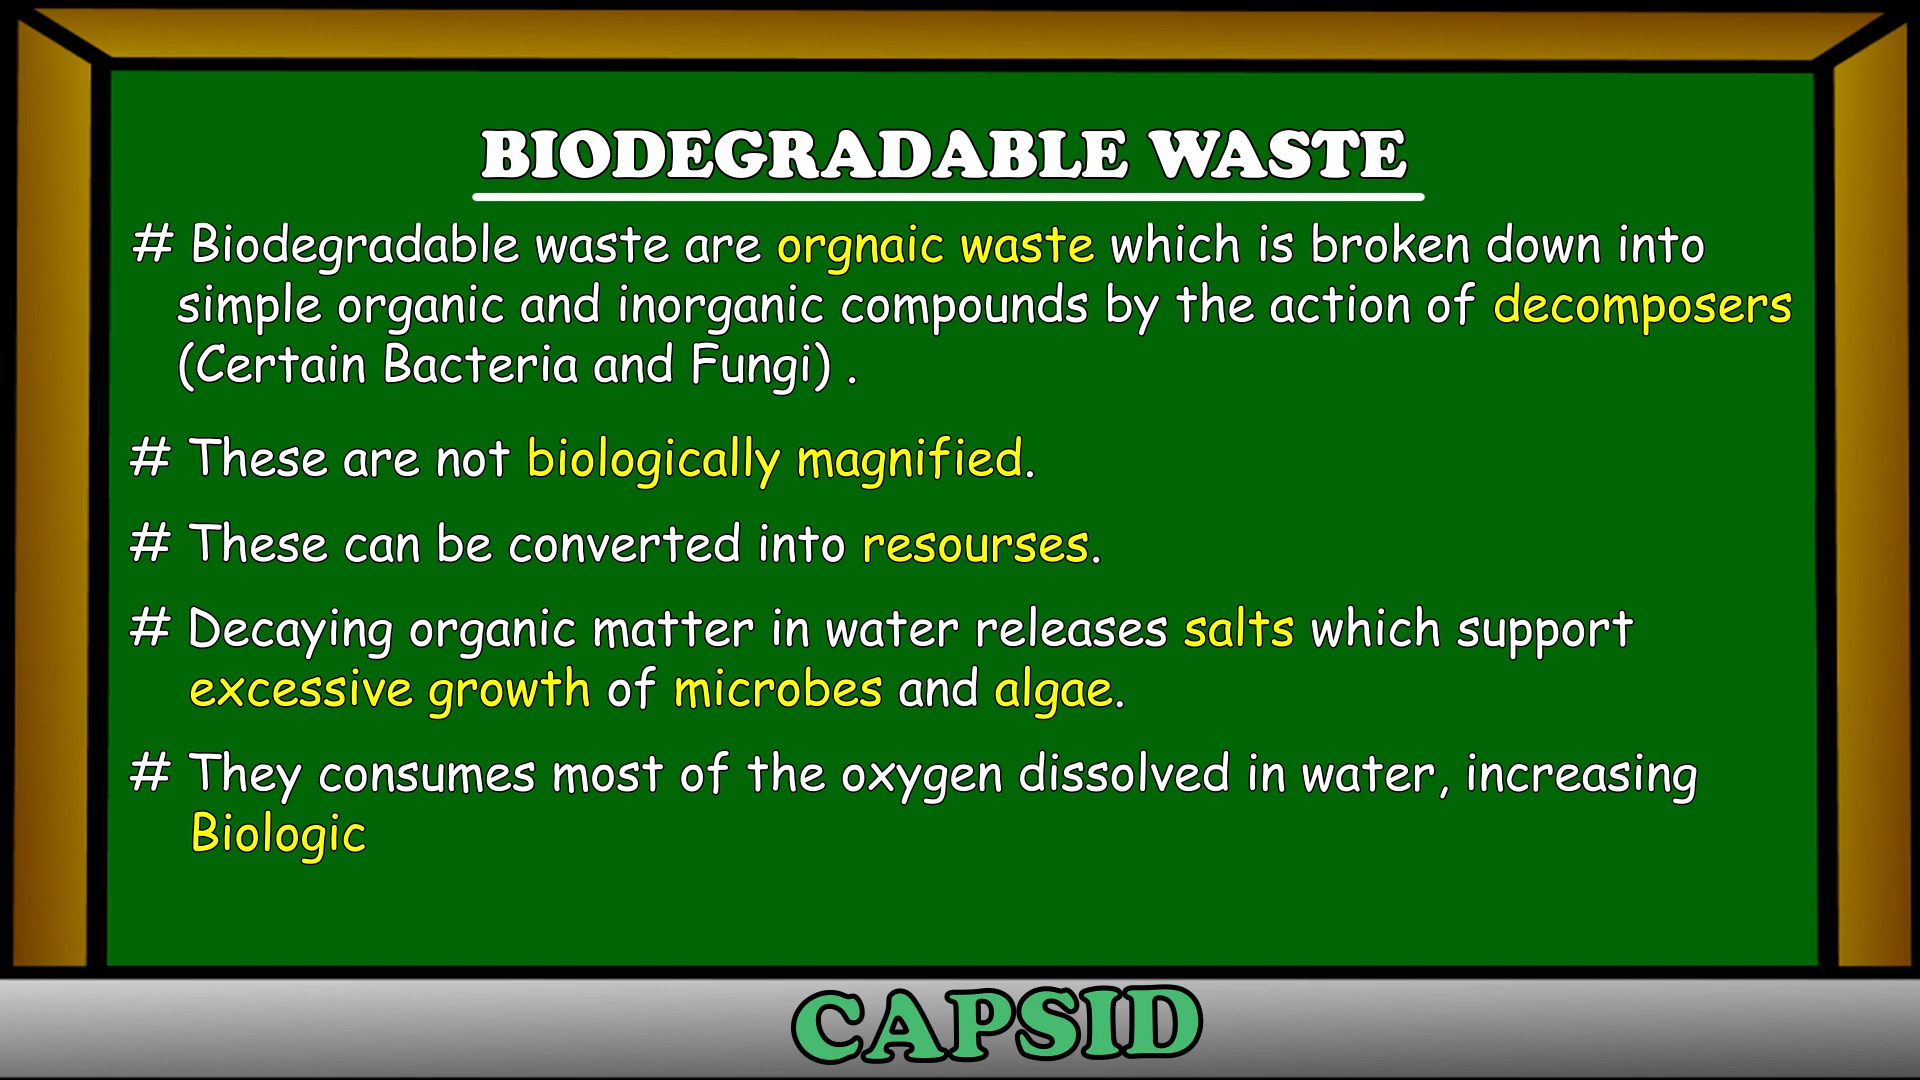 BIODEGRADABLE WASTE
# Biodegradable waste are orgnaic waste which is broken down into
simple organic and inorganic compounds by the action of decomposers
(Certain Bacteria and Fungi) .
# These are not biologically magnified.
# These can be converted into resourses.
# Decaying organic matter in water releases salts which support
excessive growth of microbes and algae.
# They consumes most of the oxygen dissolved in water, increasing
Biologic
CAPSID